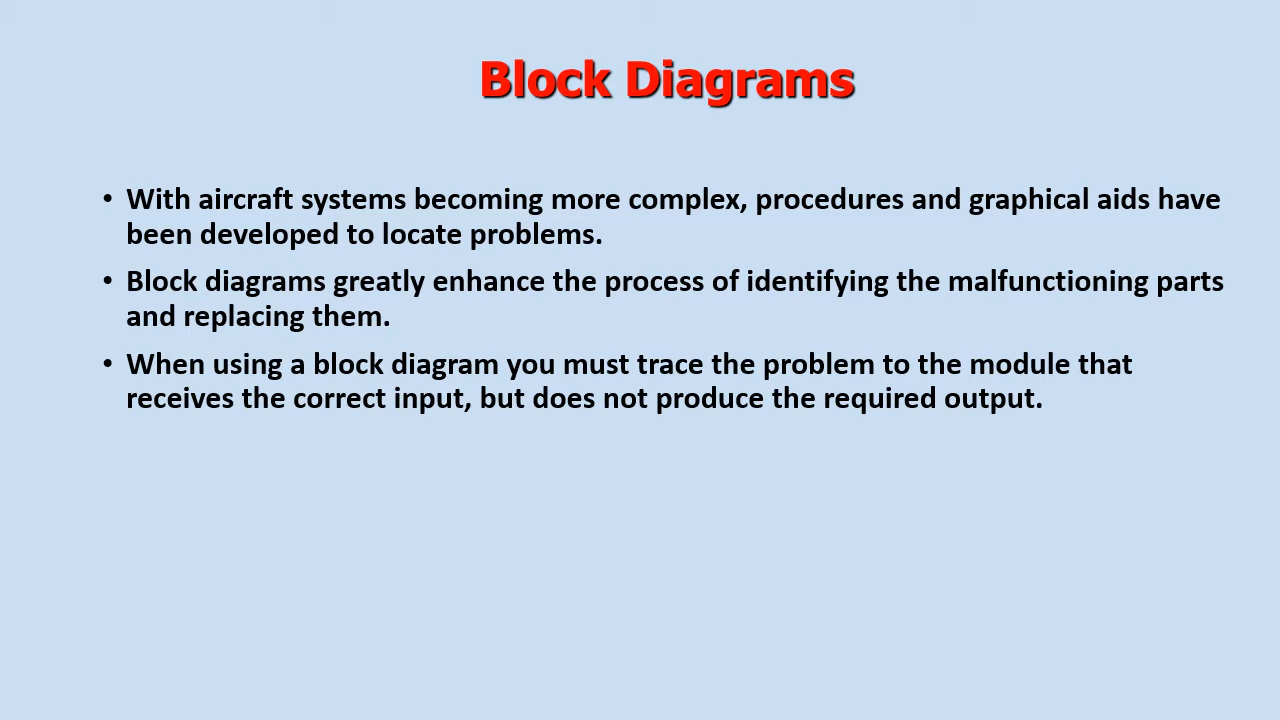 Block Diagrams
• With aircraft systems becoming more complex, procedures and graphical aids have
been developed to locate problems.
• Block diagrams greatly enhance the process of identifying the malfunctioning parts
and replacing them.
• When using a block diagram you must trace the problem to the module that
receives the correct input, but does not produce the required output.